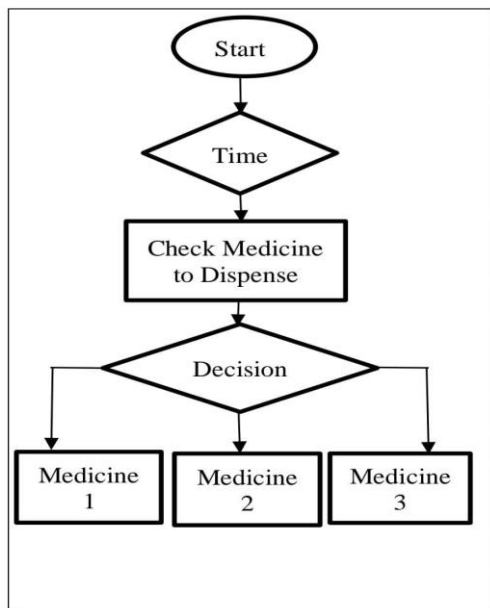 Start
Time
Check Medicine
to Dispense
Decision
Medicine
1
Medicine
2
Medicine
3